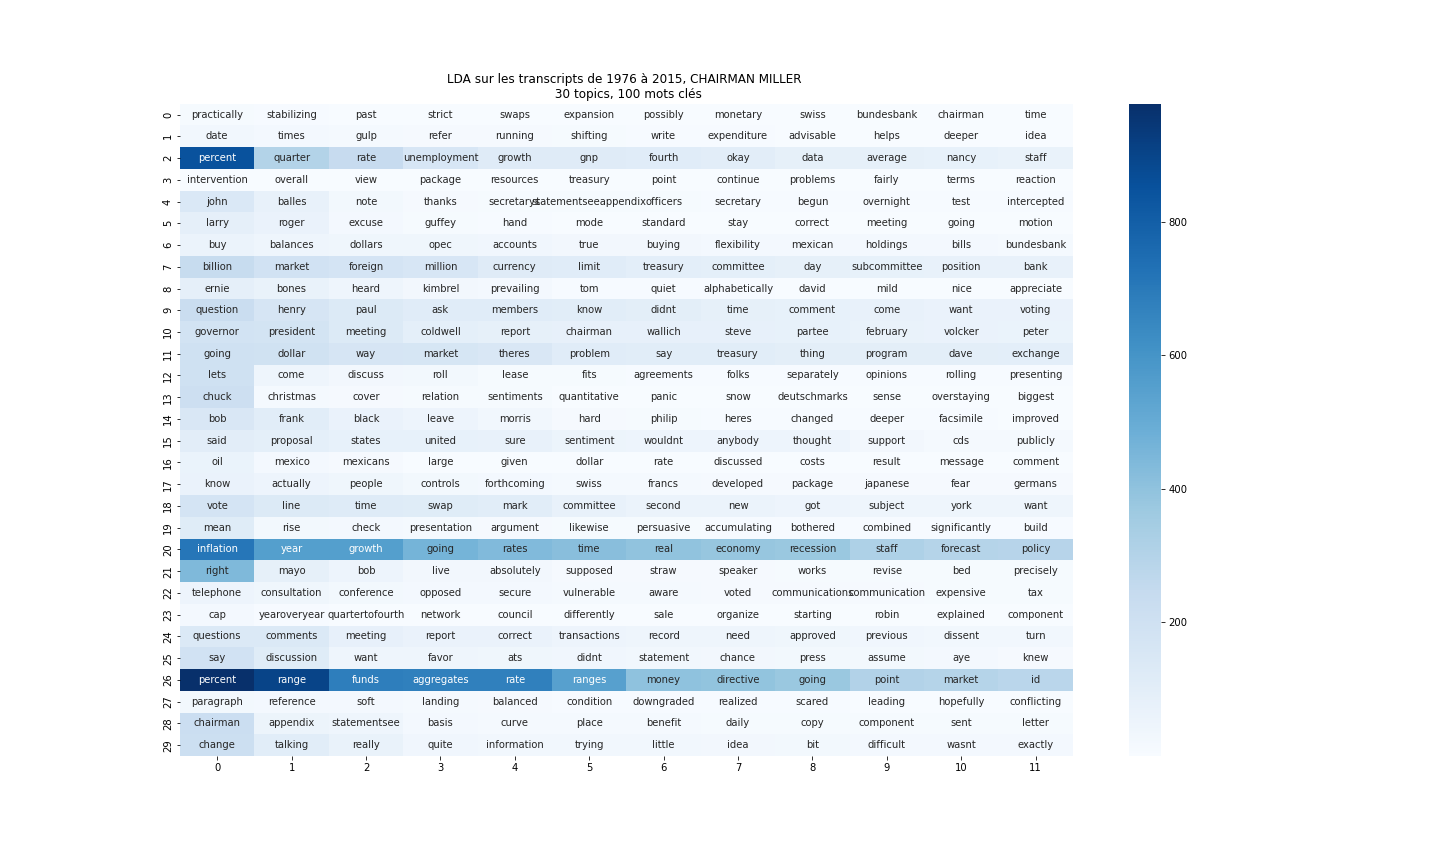 LDA sur les transcripts de 1976 à 2015, CHAIRMAN MILLER
30 topics, 100 mots clés
0 practically stabilizing past strict swaps expansion possibly monetary swiss bundesbank chairman time
1 date times gulp refer running shifting write expenditure advisable helps deeper idea
2 percent quarter rate unemployment growth gnp fourth okay data average nancy staff
3 intervention overall view package resources treasury point continue problems fairly terms reaction
4 john balles note thanks secretarys statementseeappendix officers secretary begun overnight test intercepted
5 larry roger excuse guffey hand mode standard stay correct meeting going motion
6 buy balances dollars opec accounts true buying flexibility mexican holdings bills bundesbank
7 billion market foreign million currency limit treasury committee day subcommittee position bank
8 ernie bones heard kimbrel prevailing tom quiet alphabetically david mild nice appreciate
9 question henry paul ask members know didnt time comment come want voting
10 governor president meeting coldwell report chairman wallich steve partee february volcker peter
11 going dollar way market theres problem say treasury thing program dave exchange
12 lets come discuss roll lease fits agreements folks separately opinions rolling presenting
13 chuck christmas cover relation sentiments quantitative panic snow deutschmarks sense overstaying biggest
14 bob frank black leave morris hard philip heres changed deeper facsimile improved
15 said proposal states united sure sentiment wouldnt anybody thought support cds publicly
16 oil mexico mexicans large given dollar rate discussed costs result message comment
17 know actually people controls forthcoming swiss francs developed package japanese fear germans
18 vote line time swap mark committee second new got subject york want
19 mean rise check presentation argument likewise persuasive accumulating bothered combined significantly build
20 inflation year growth going rates time real economy recession staff forecast policy
21 right mayo bob live absolutely supposed straw speaker works revise bed precisely
22 telephone consultation conference opposed secure vulnerable aware voted communications communication expensive tax
23 cap yearoveryear quartertofourth network council differently sale organize starting robin explained component
24 questions comments meeting report correct transactions record need approved previous dissent turn
25 say discussion want favor ats didnt statement chance press assume aye knew
26 percent range funds aggregates rate ranges money directive going point market id
27 paragraph reference soft landing balanced condition downgraded realized scared leading hopefully conflicting
28 chairman appendix statementsee basis curve place benefit daily copy component sent letter
29 change talking really quite information trying little idea bit difficult wasnt exactly
0 1 2 3 4 5 6 7 8 9 10 11
800
600
400
200